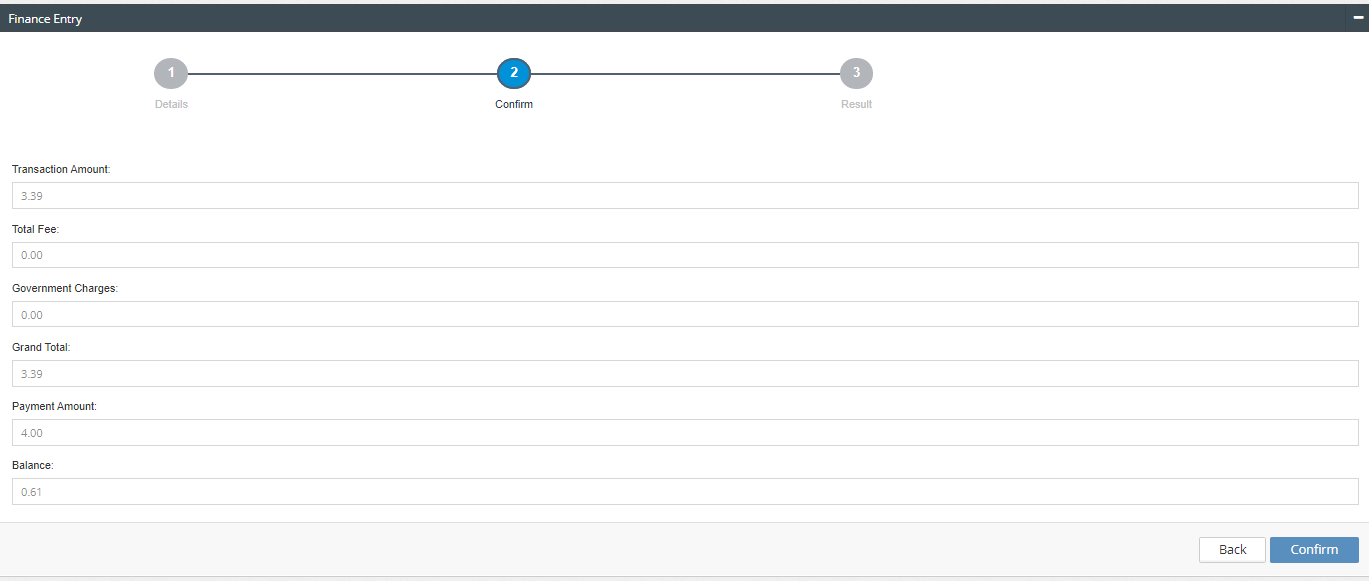 Finance Entry
1
2
3
Details
Confirm
Result
Transaction Amount:
3.39
Total Fee:
0.00
Government Charges:
0.00
Grand Total:
3.39
Payment Amount:
4.00
Balance:
0.61
Back
Confirm